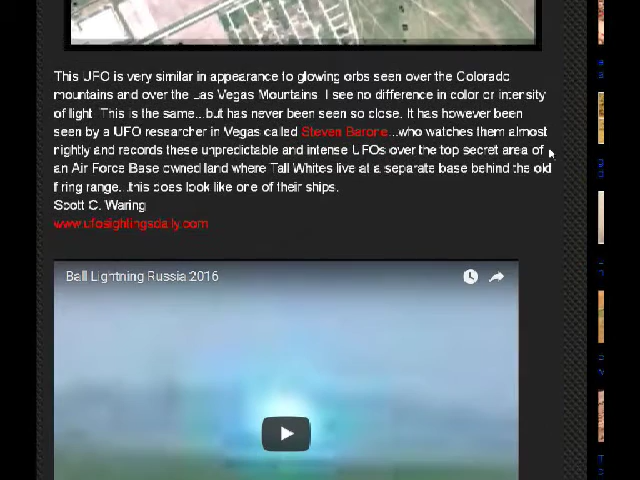 This UFO is very similar in appearance to glowing orbs seen over the Colorado
mountains and over the Las Vegas Mountains. I see no difference in color or intensity
of light. This is the same...but has never been seen so close. It has however been
seen by a UFO researcher in Vegas called Steven Barone...who watches them almost
nightly and records these unpredictable and intense UFOs over the top secret area of
an Air Force Base owned land where Tall Whites live at a separate base behind the old
firing range...this does look like one of their ships.
Scott C. Waring
www.ufosightingsdaily.com
Ball Lightning Russia 2016